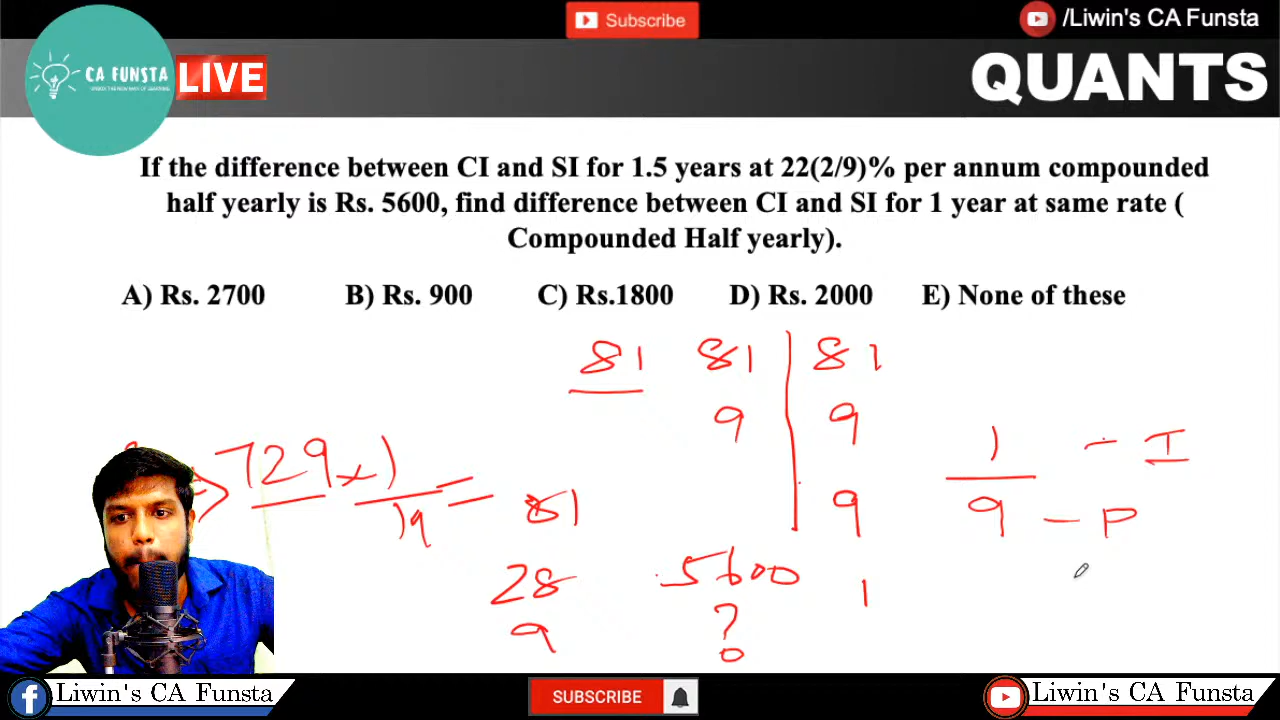 Subscribe
/Liwin's CA Funsta
CA FUNSTA
LIVE
QUANTS
If the difference between CI and SI for 1.5 years at 22(2/9)% per annum compounded
half yearly is Rs. 5600, find difference between CI and SI for 1 year at same rate (
Compounded Half yearly).
A) Rs. 2700 B) Rs. 900 C) Rs.1800 D) Rs. 2000 E) None of these
81 81 81
9 9
729 × 1/9 = 81
9
1 - I
9 - P
28 5600 1
9 ?
Liwin's CA Funsta
SUBSCRIBE
Liwin's CA Funsta